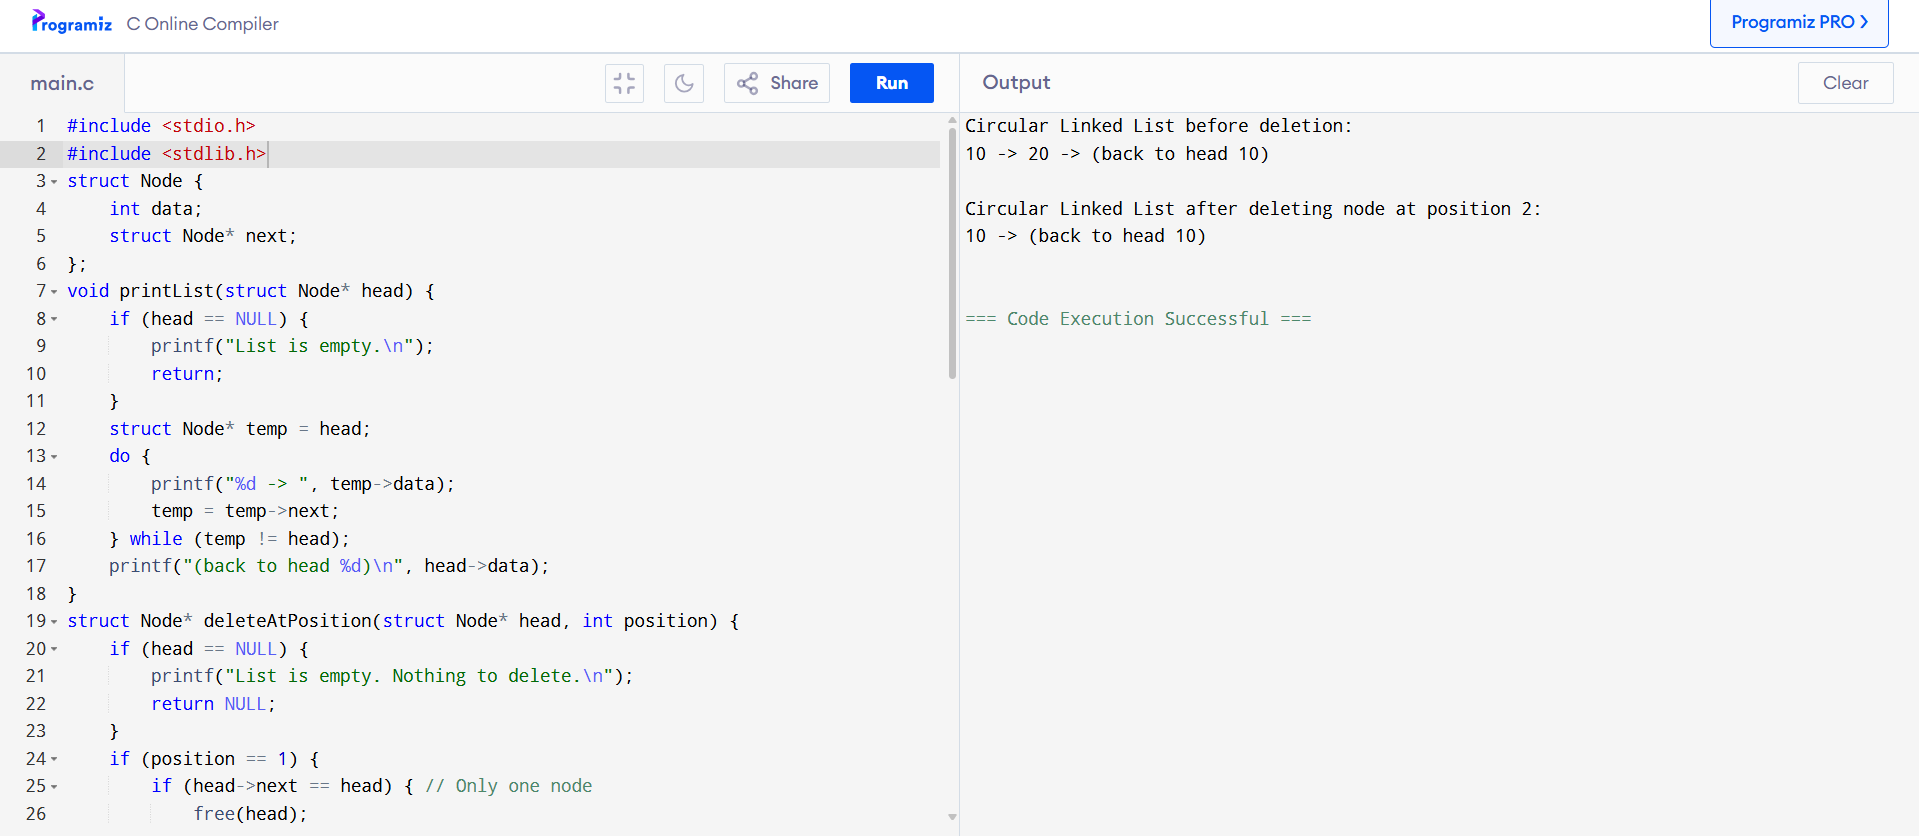 Programiz C Online Compiler
Programiz PRO
main.c
Share
Run
Output
Clear
1 #include <stdio.h>
2 #include <stdlib.h>
3 struct Node {
4     int data;
5     struct Node* next;
6 };
7 void printList(struct Node* head) {
8     if (head == NULL) {
9         printf("List is empty.\n");
10         return;
11     }
12     struct Node* temp = head;
13     do {
14         printf("%d -> ", temp->data);
15         temp = temp->next;
16     } while (temp != head);
17     printf("(back to head %d)\n", head->data);
18 }
19 struct Node* deleteAtPosition(struct Node* head, int position) {
20     if (head == NULL) {
21         printf("List is empty. Nothing to delete.\n");
22         return NULL;
23     }
24     if (position == 1) {
25         if (head->next == head) { // Only one node
26             free(head);
Circular Linked List before deletion:
10 -> 20 -> (back to head 10)
Circular Linked List after deleting node at position 2:
10 -> (back to head 10)
=== Code Execution Successful ===